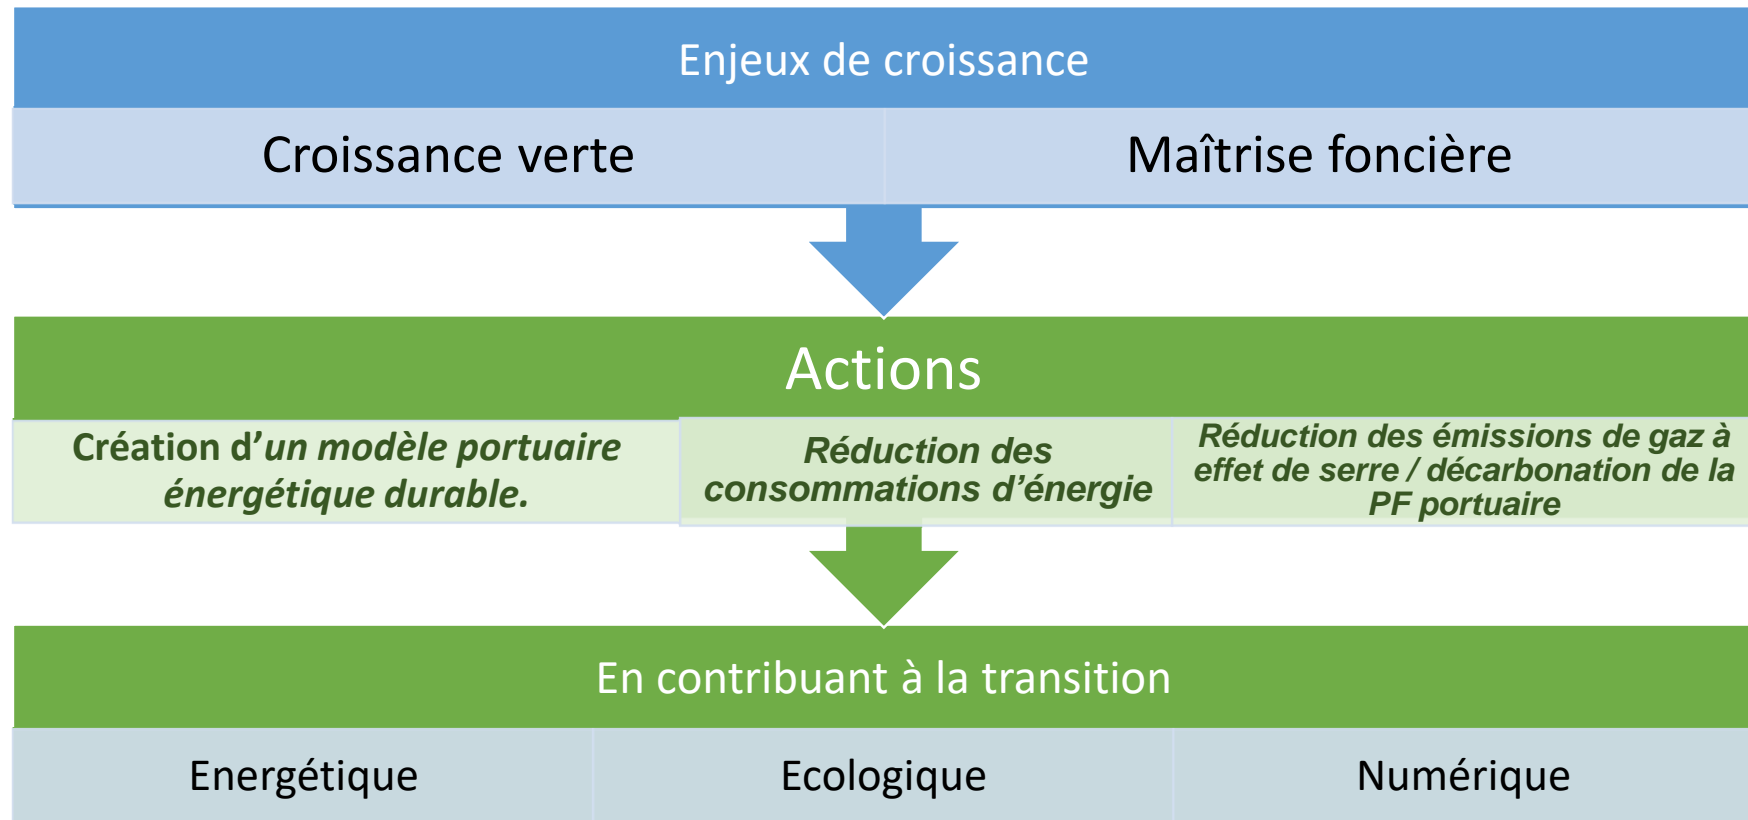 Enjeux de croissance
Croissance verte
Maîtrise foncière
Actions
Création d’un modèle portuaire
énergétique durable.
Réduction des
consommations d’énergie
Réduction des émissions de gaz à
effet de serre / décarbonation de la
PF portuaire
En contribuant à la transition
Energétique
Ecologique
Numérique